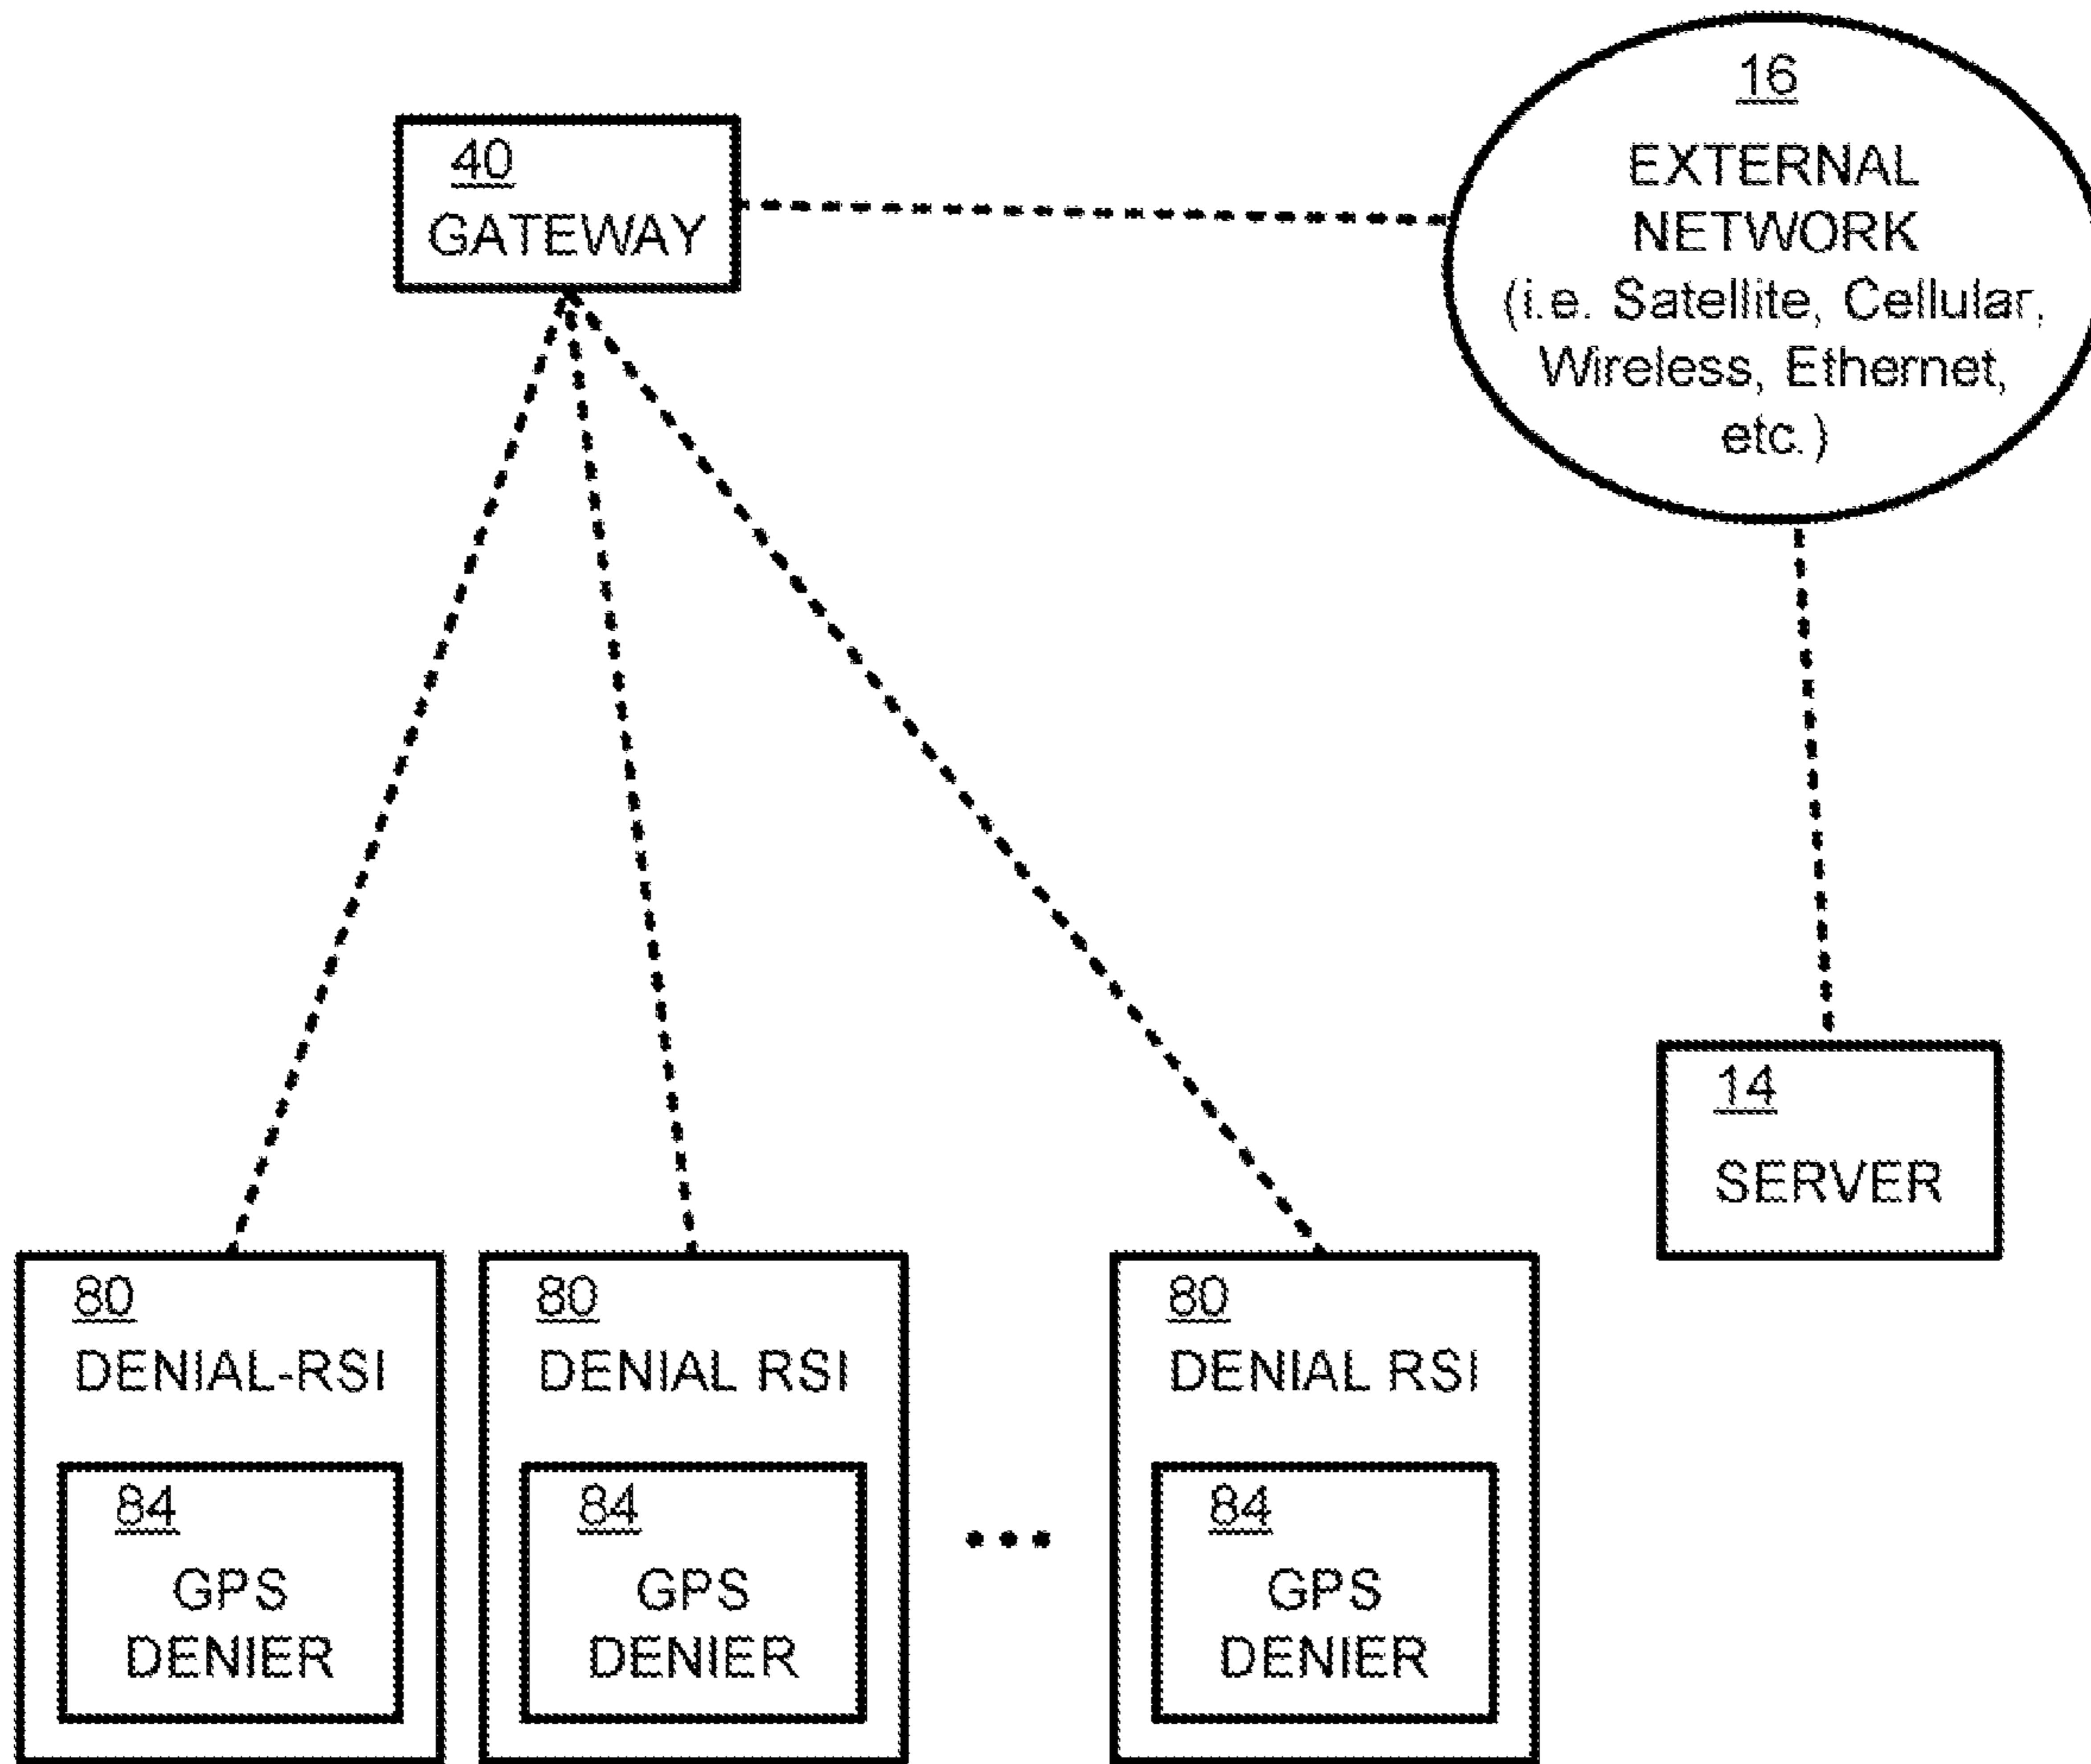 16
EXTERNAL
NETWORK
(i.e. Satellite, Cellular,
Wireless, Ethernet,
etc.)
40
GATEWAY
14
SERVER
80
DENIAL-RSI
84
GPS
DENIER
80
DENIAL RSI
84
GPS
DENIER
...
80
DENIAL RSI
84
GPS
DENIER